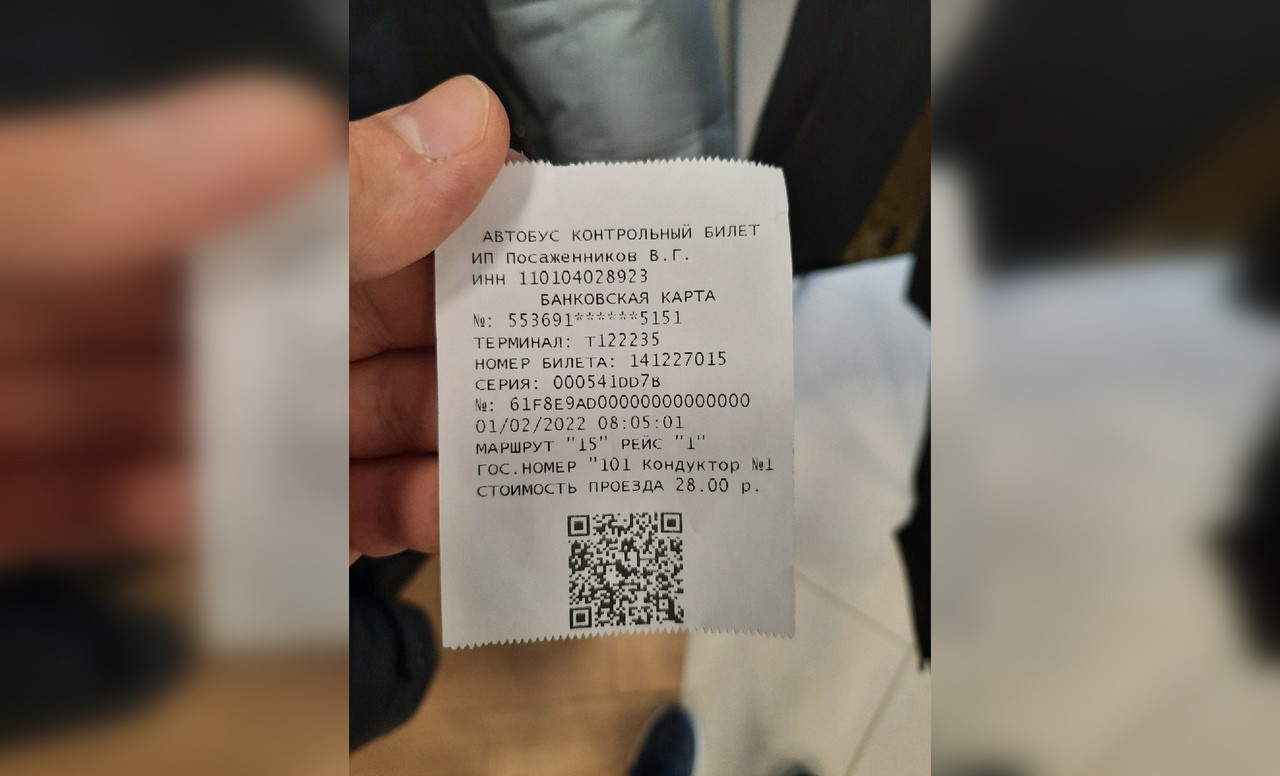 АВТОБУС КОНТРОЛЬНЫЙ БИЛЕТ
ИП Посаженников В.Г.
ИНН 110104028923
БАНКОВСКАЯ КАРТА
№: 553691******5151
ТЕРМИНАЛ: Т122235
НОМЕР БИЛЕТА: 141227015
СЕРИЯ: 000541DD7B
№: 61F8E9AD00000000000000
01/02/2022 08:05:01
МАРШРУТ "15" РЕЙС "1"
ГОС.НОМЕР "101 Кондуктор №1
СТОИМОСТЬ ПРОЕЗДА 28.00 р.